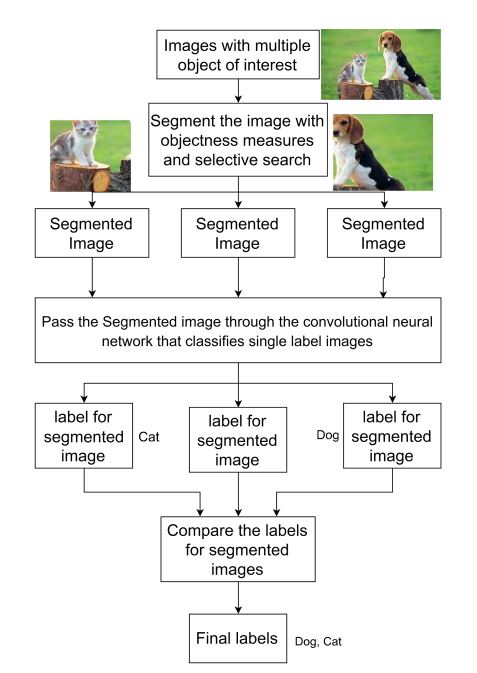 Images with multiple
object of interest
Segment the image with
objectness measures
and selective search
Segmented
Image
Segmented
Image
Segmented
Image
Pass the Segmented image through the convolutional neural
network that classifies single label images
label for
segmented
image
Cat
label for
segmented
image
Dog
label for
segmented
image
Compare the labels
for segmented
images
Final labels
Dog, Cat